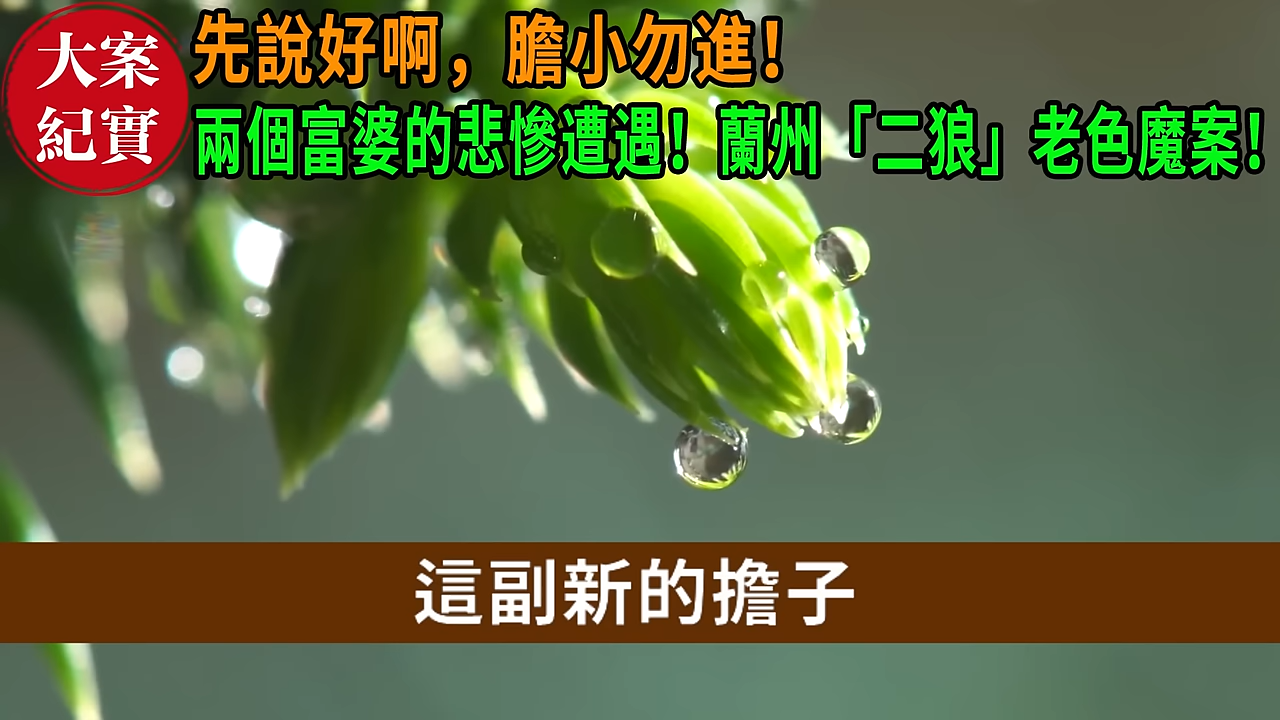 大案
紀實
先說好啊，膽小勿進！
兩個富婆的悲慘遭遇！蘭州「二狼」老色魔案！
這副新的擔子